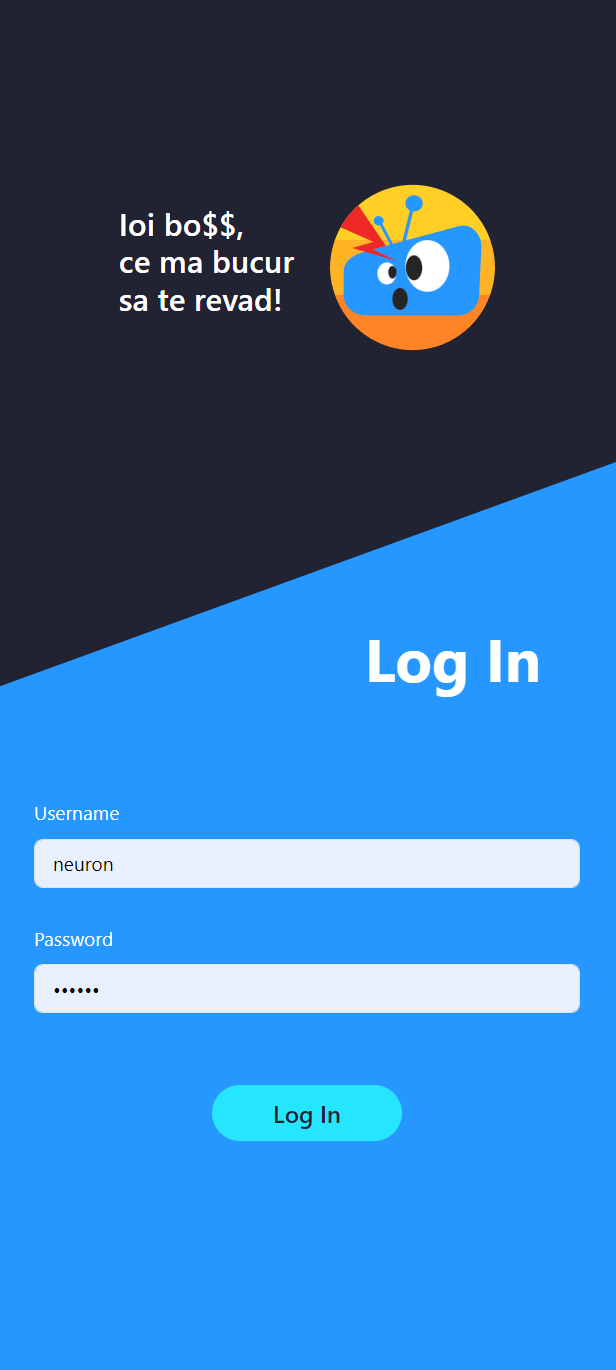 Ioi bo$$,
ce ma bucur
sa te revad!
Log In
Username
neuron
Password
••••••
Log In